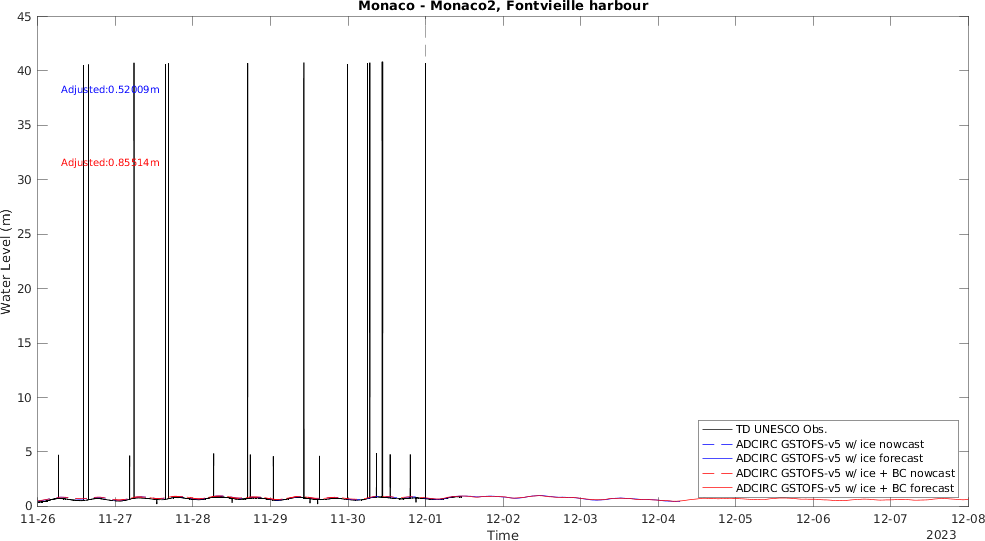 Monaco - Monaco2, Fontvieille harbour
45
40
35
30
25
20
15
10
5
0
Water Level (m)
Adjusted:0.52009m
Adjusted:0.85514m
TD UNESCO Obs.
ADCIRC GSTOFS-v5 w/ ice nowcast
ADCIRC GSTOFS-v5 w/ ice forecast
ADCIRC GSTOFS-v5 w/ ice + BC nowcast
ADCIRC GSTOFS-v5 w/ ice + BC forecast
11-26 11-27 11-28 11-29 11-30 12-01 12-02 12-03 12-04 12-05 12-06 12-07 12-08
Time
2023